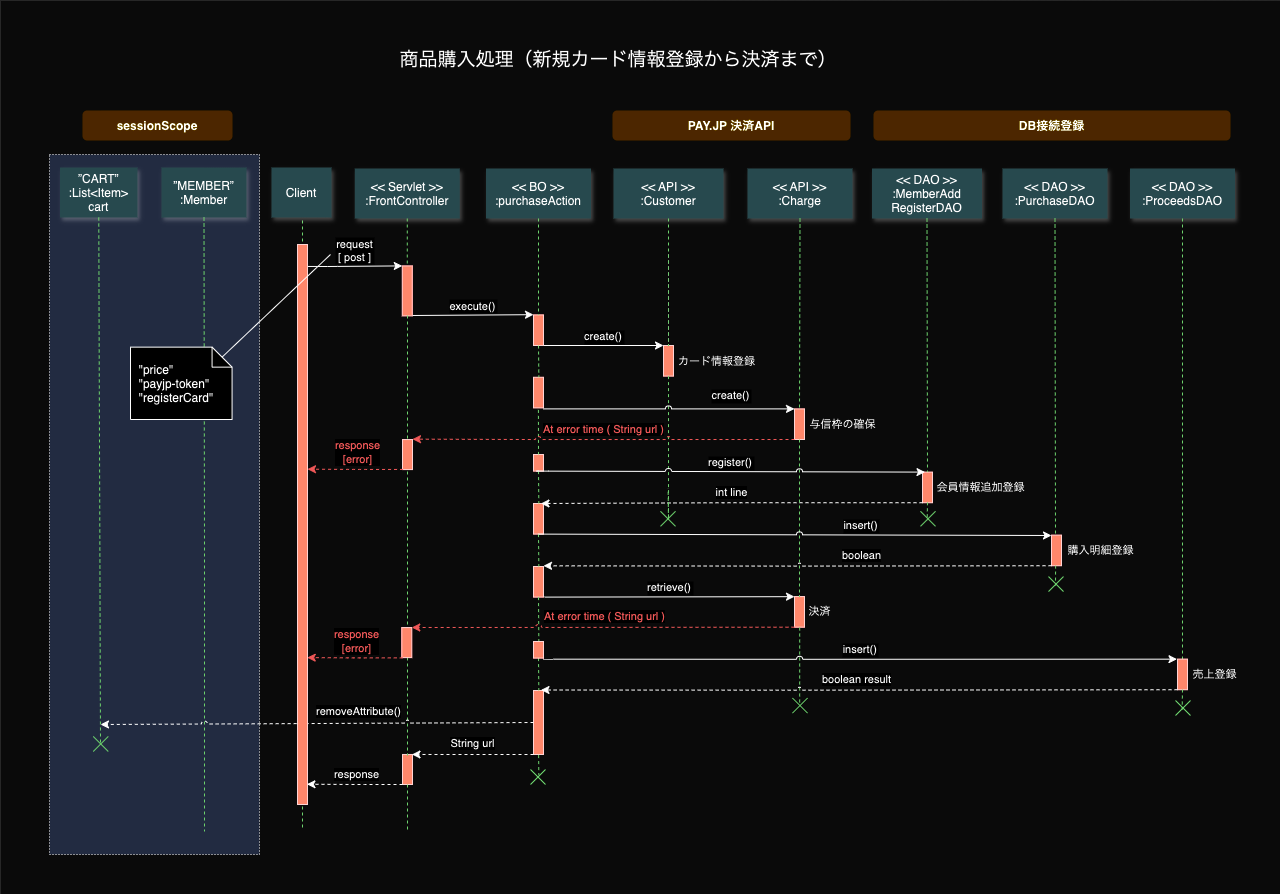 商品購入処理（新規カード情報登録から決済まで）
sessionScope
PAY.JP 決済API
DB接続登録
"CART"
:List<Item>
cart
"MEMBER"
:Member
Client
<< Servlet >>
:FrontController
<< BO >>
:purchaseAction
<< API >>
:Customer
<< API >>
:Charge
<< DAO >>
:MemberAdd
RegisterDAO
<< DAO >>
:PurchaseDAO
<< DAO >>
:ProceedsDAO
request
[ post ]
execute()
create()
カード情報登録
"price"
"payjp-token"
"registerCard"
create()
与信枠の確保
At error time ( String url )
response
[error]
register()
会員情報追加登録
int line
insert()
購入明細登録
boolean
retrieve()
決済
At error time ( String url )
response
[error]
insert()
売上登録
boolean result
removeAttribute()
String url
response